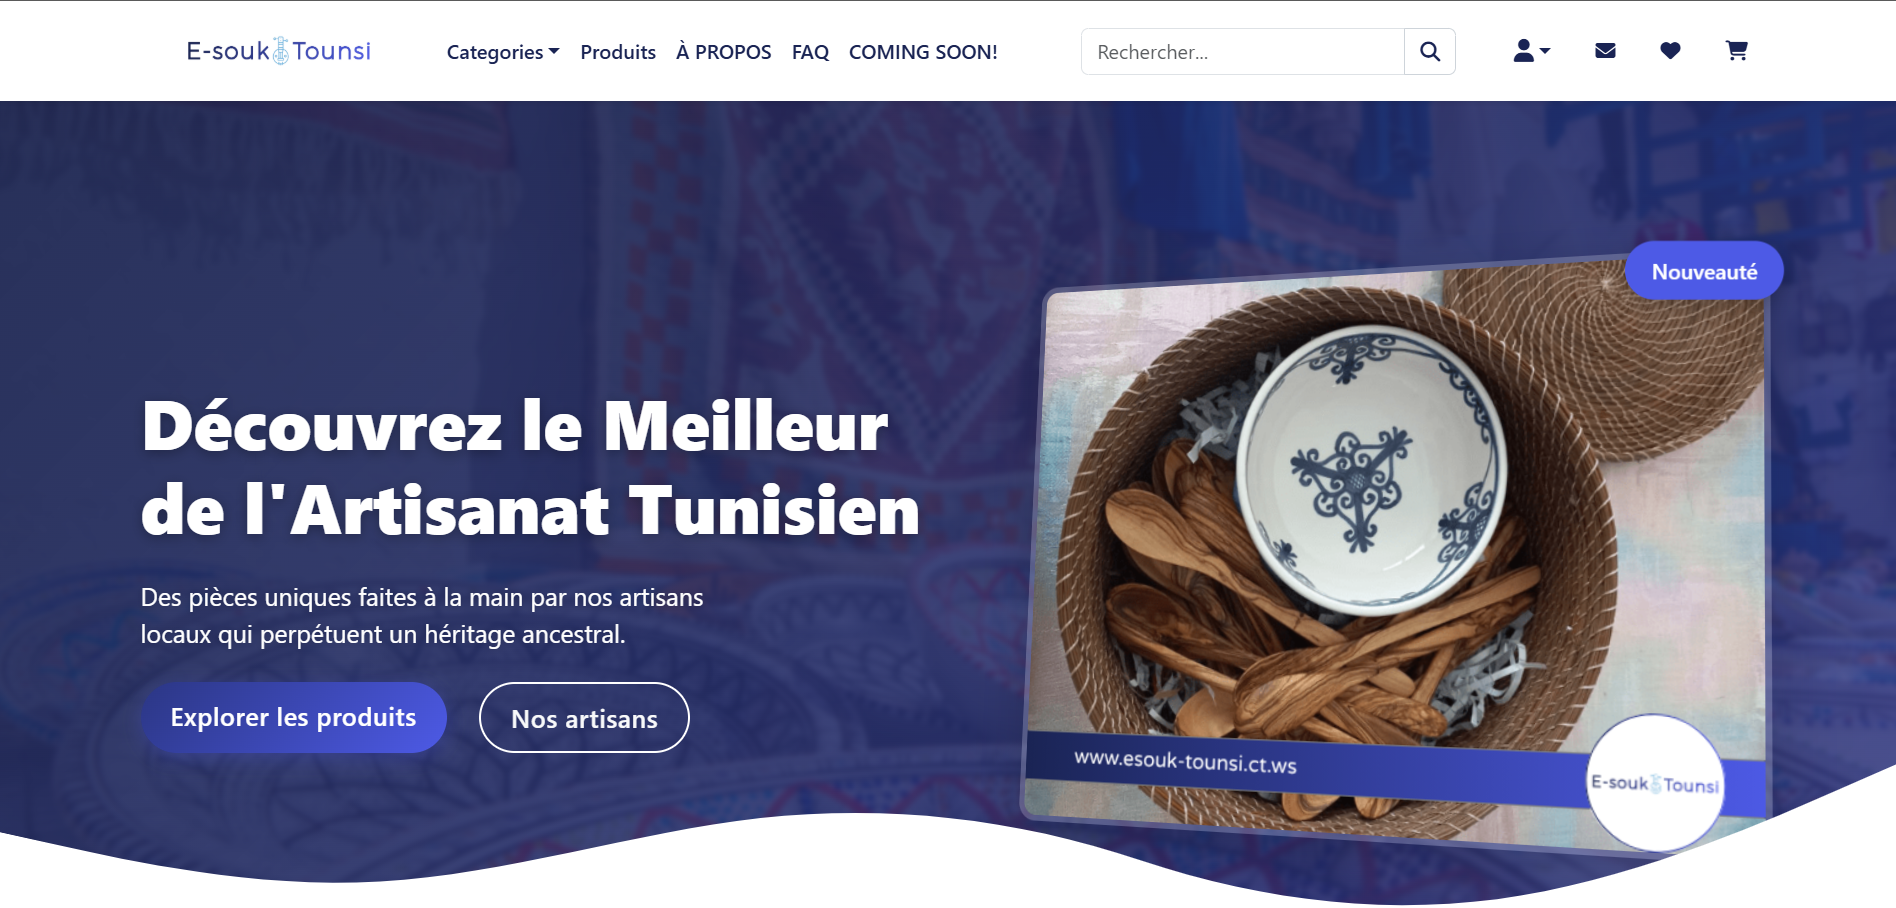 E-souk Tounsi
Categories
Produits
À PROPOS
FAQ
COMING SOON!
Rechercher...
Nouveauté
Découvrez le Meilleur
de l'Artisanat Tunisien
Des pièces uniques faites à la main par nos artisans
locaux qui perpétuent un héritage ancestral.
Explorer les produits
Nos artisans
www.esouk-tounsi.ct.ws
E-souk Tounsi